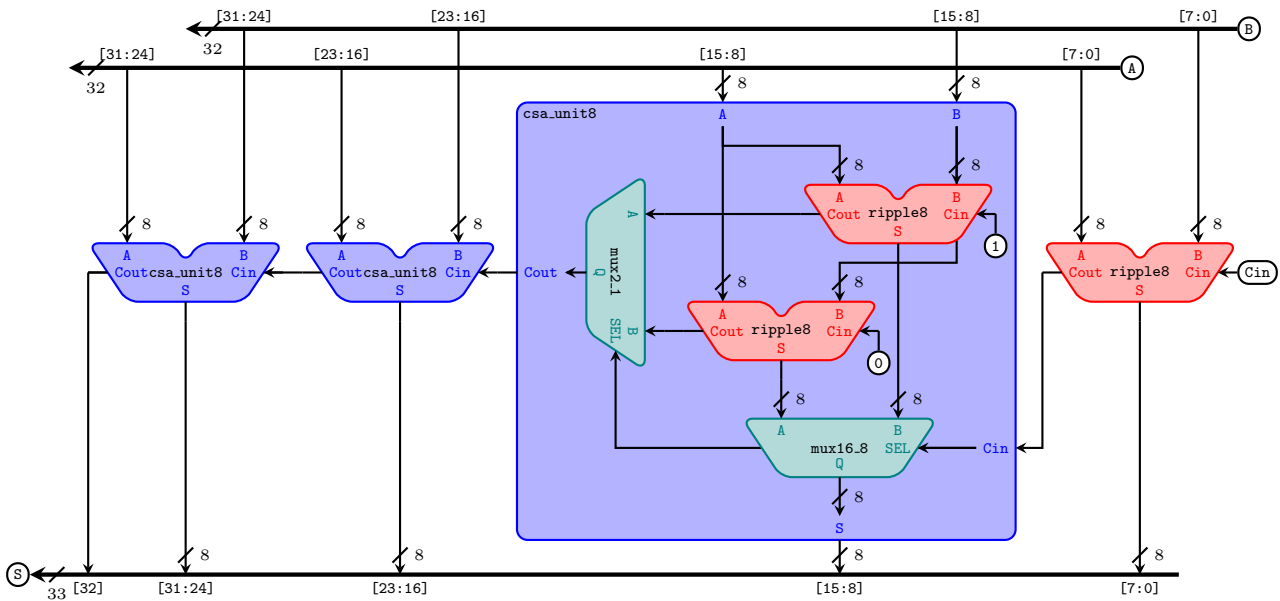 [31:24] [23:16] [15:8] [7:0]
B
32
[31:24] [23:16] [15:8] [7:0]
A
32
8 8
csa_unit8 A B
8 8
A B
Cout ripple8 Cin
S
1
A
mux2_1
Q
B
SEL
Cout
8 8
A B
Cout ripple8 Cin
S
0
8 8
A B
mux16_8 SEL
Q
Cin
8
S
8 8
A B
Cout csa_unit8 Cin
S
8 8
A B
Cout csa_unit8 Cin
S
8 8
A B
Cout ripple8 Cin
S
Cin
8 8 8 8
S
33 [32] [31:24] [23:16] [15:8] [7:0]